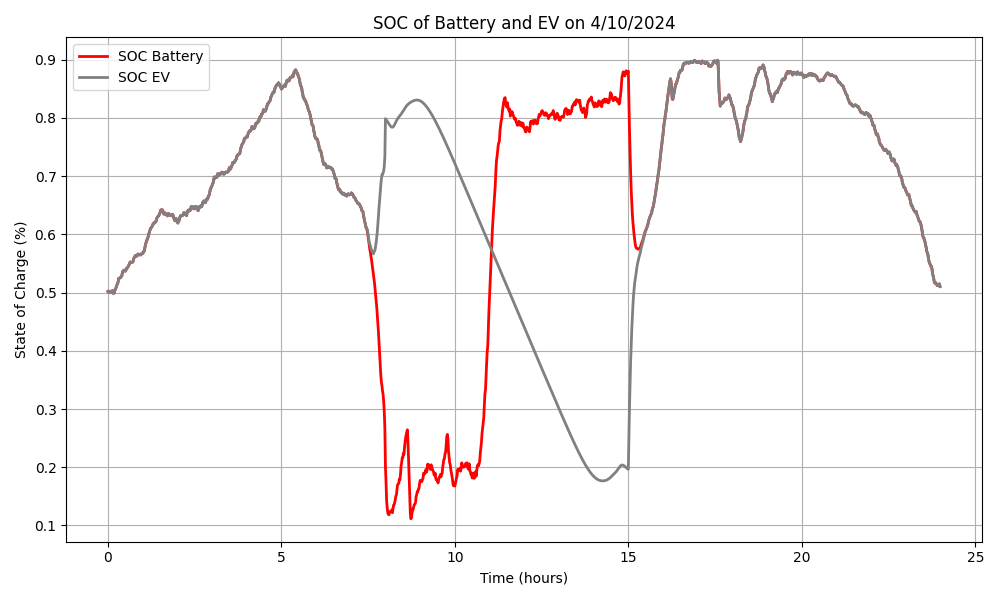 SOC of Battery and EV on 4/10/2024
SOC Battery
SOC EV
State of Charge (%)
0.9
0.8
0.7
0.6
0.5
0.4
0.3
0.2
0.1
0 5 10 15 20 25
Time (hours)